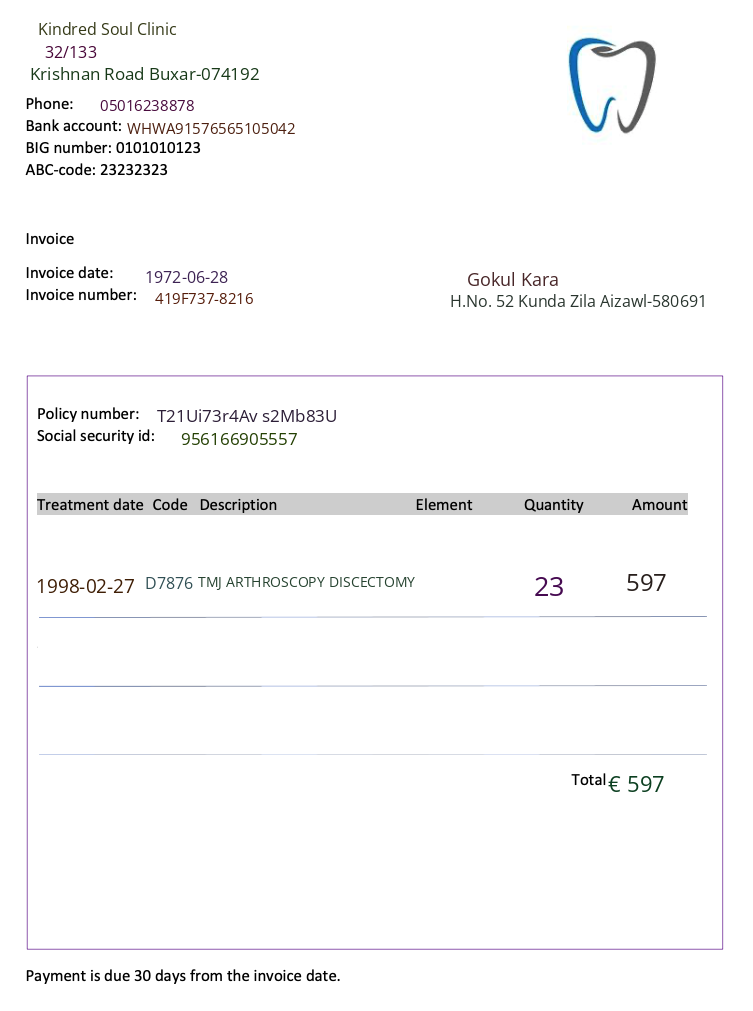 Kindred Soul Clinic
32/133
Krishnan Road Buxar-074192
Phone: 05016238878
Bank account: WHWA91576565105042
BIG number: 0101010123
ABC-code: 23232323
Invoice
Invoice date: 1972-06-28
Invoice number: 419F737-8216
Gokul Kara
H.No. 52 Kunda Zila Aizawl-580691
Policy number: T21Ui73r4Av s2Mb83U
Social security id: 956166905557
Treatment date Code Description Element Quantity Amount
1998-02-27 D7876 TMJ ARTHROSCOPY DISCECTOMY 23 597
Total € 597
Payment is due 30 days from the invoice date.